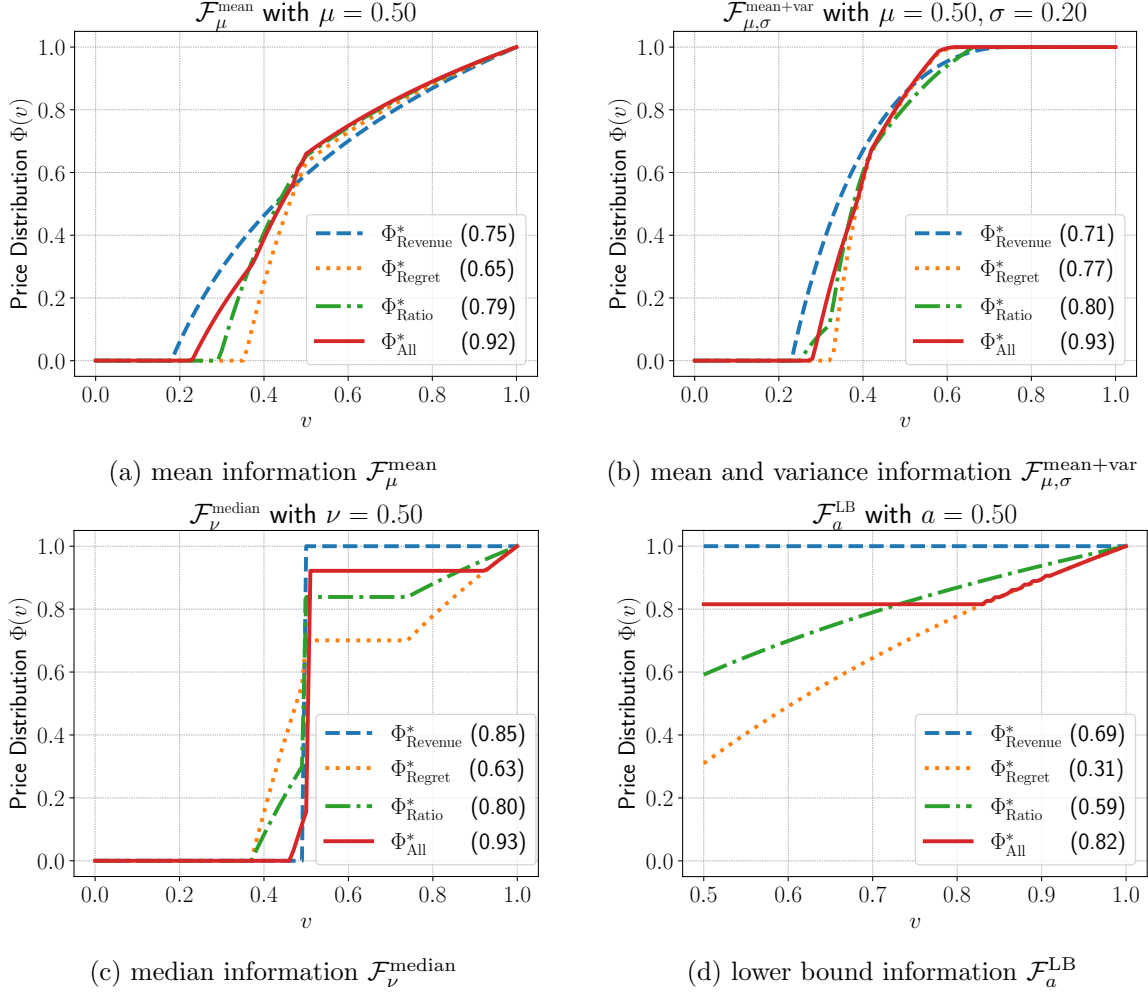 F_μ^mean with μ = 0.50
Price Distribution Φ(v)
1.0
0.8
0.6
0.4
0.2
0.0
Φ*_Revenue (0.75)
Φ*_Regret (0.65)
Φ*_Ratio (0.79)
Φ*_All (0.92)
0.0 0.2 0.4 0.6 0.8 1.0
v
(a) mean information F_μ^mean
F_μ,σ^mean+var with μ = 0.50, σ = 0.20
Price Distribution Φ(v)
1.0
0.8
0.6
0.4
0.2
0.0
Φ*_Revenue (0.71)
Φ*_Regret (0.77)
Φ*_Ratio (0.80)
Φ*_All (0.93)
0.0 0.2 0.4 0.6 0.8 1.0
v
(b) mean and variance information F_μ,σ^mean+var
F_ν^median with ν = 0.50
Price Distribution Φ(v)
1.0
0.8
0.6
0.4
0.2
0.0
Φ*_Revenue (0.85)
Φ*_Regret (0.63)
Φ*_Ratio (0.80)
Φ*_All (0.93)
0.0 0.2 0.4 0.6 0.8 1.0
v
(c) median information F_ν^median
F_a^LB with a = 0.50
Price Distribution Φ(v)
1.0
0.8
0.6
0.4
0.2
0.0
Φ*_Revenue (0.69)
Φ*_Regret (0.31)
Φ*_Ratio (0.59)
Φ*_All (0.82)
0.5 0.6 0.7 0.8 0.9 1.0
v
(d) lower bound information F_a^LB